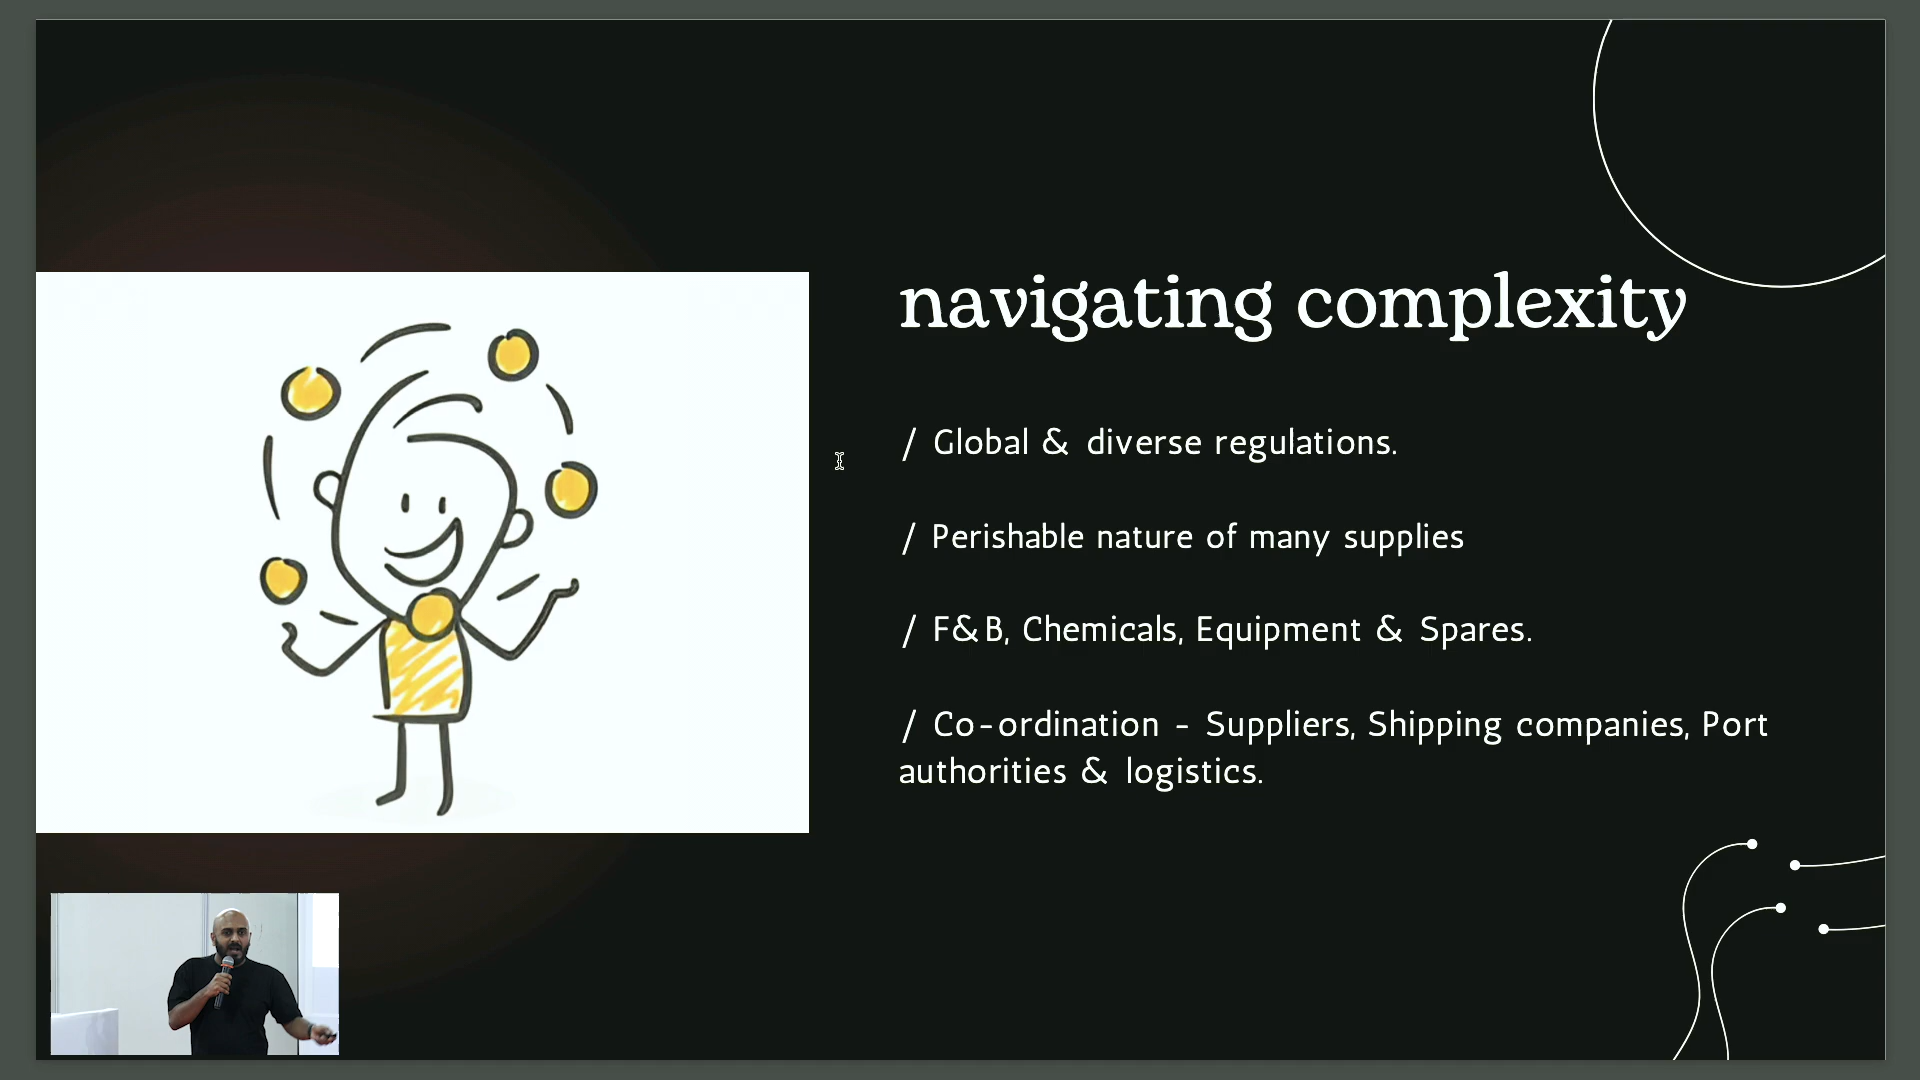 navigating complexity
/ Global & diverse regulations.
/ Perishable nature of many supplies
/ F&B, Chemicals, Equipment & Spares.
/ Co-ordination - Suppliers, Shipping companies, Port
authorities & logistics.